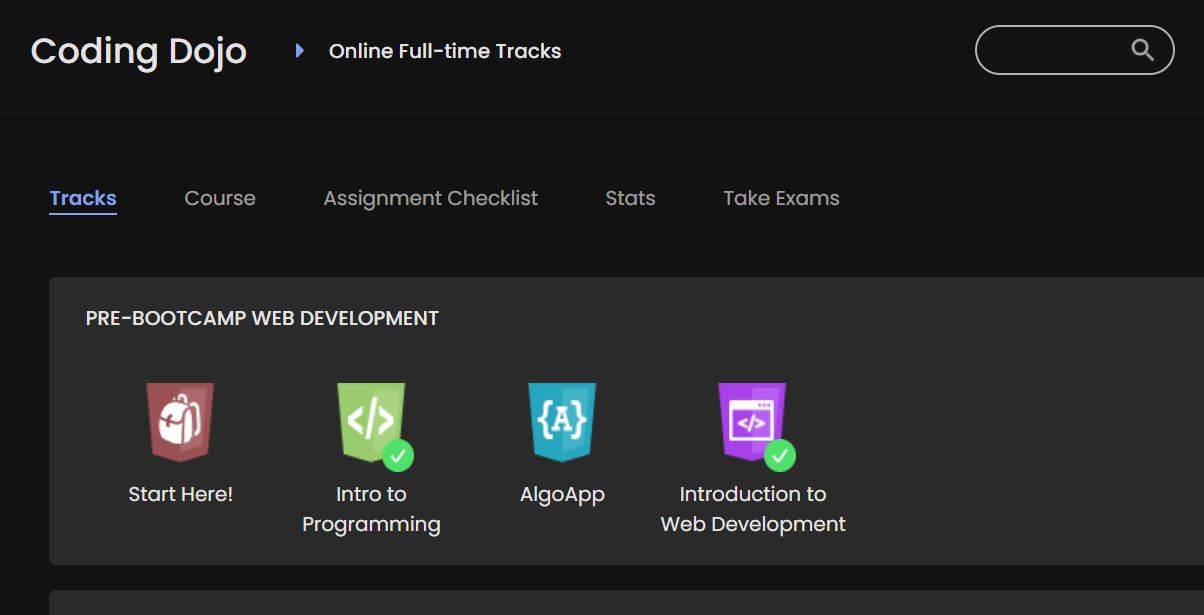 Coding Dojo
Online Full-time Tracks
Tracks
Course
Assignment Checklist
Stats
Take Exams
PRE-BOOTCAMP WEB DEVELOPMENT
</>
{A}
</>
Start Here!
Intro to
Programming
AlgoApp
Introduction to
Web Development